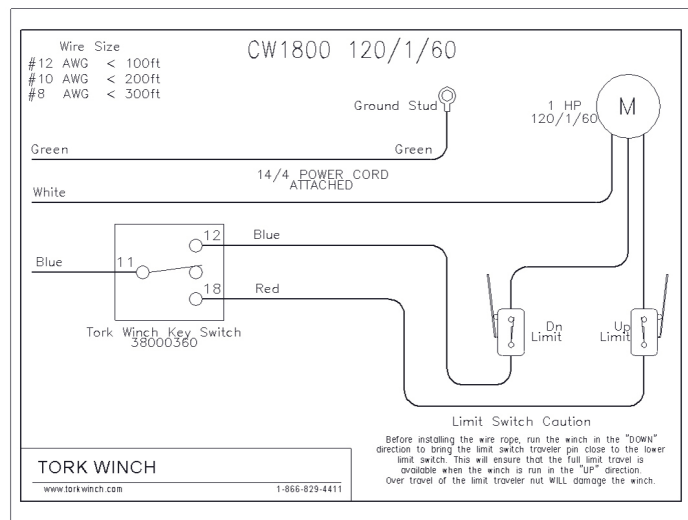 Wire Size
#12 AWG < 100ft
#10 AWG < 200ft
#8 AWG < 300ft
CW1800 120/1/60
Ground Stud
1 HP
120/1/60
M
Green
Green
14/4 POWER CORD
ATTACHED
White
12
Blue
Blue
11
18
Red
Tork Winch Key Switch
38000360
Dn
Limit
Up
Limit
Limit Switch Caution
Before installing the wire rope, run the winch in the "DOWN"
direction to bring the limit switch traveler pin close to the lower
limit switch. This will ensure that the full limit travel is
available when the winch is run in the "UP" direction.
Over travel of the limit traveler nut WILL damage the winch.
TORK WINCH
www.torkwinch.com
1-866-829-4411